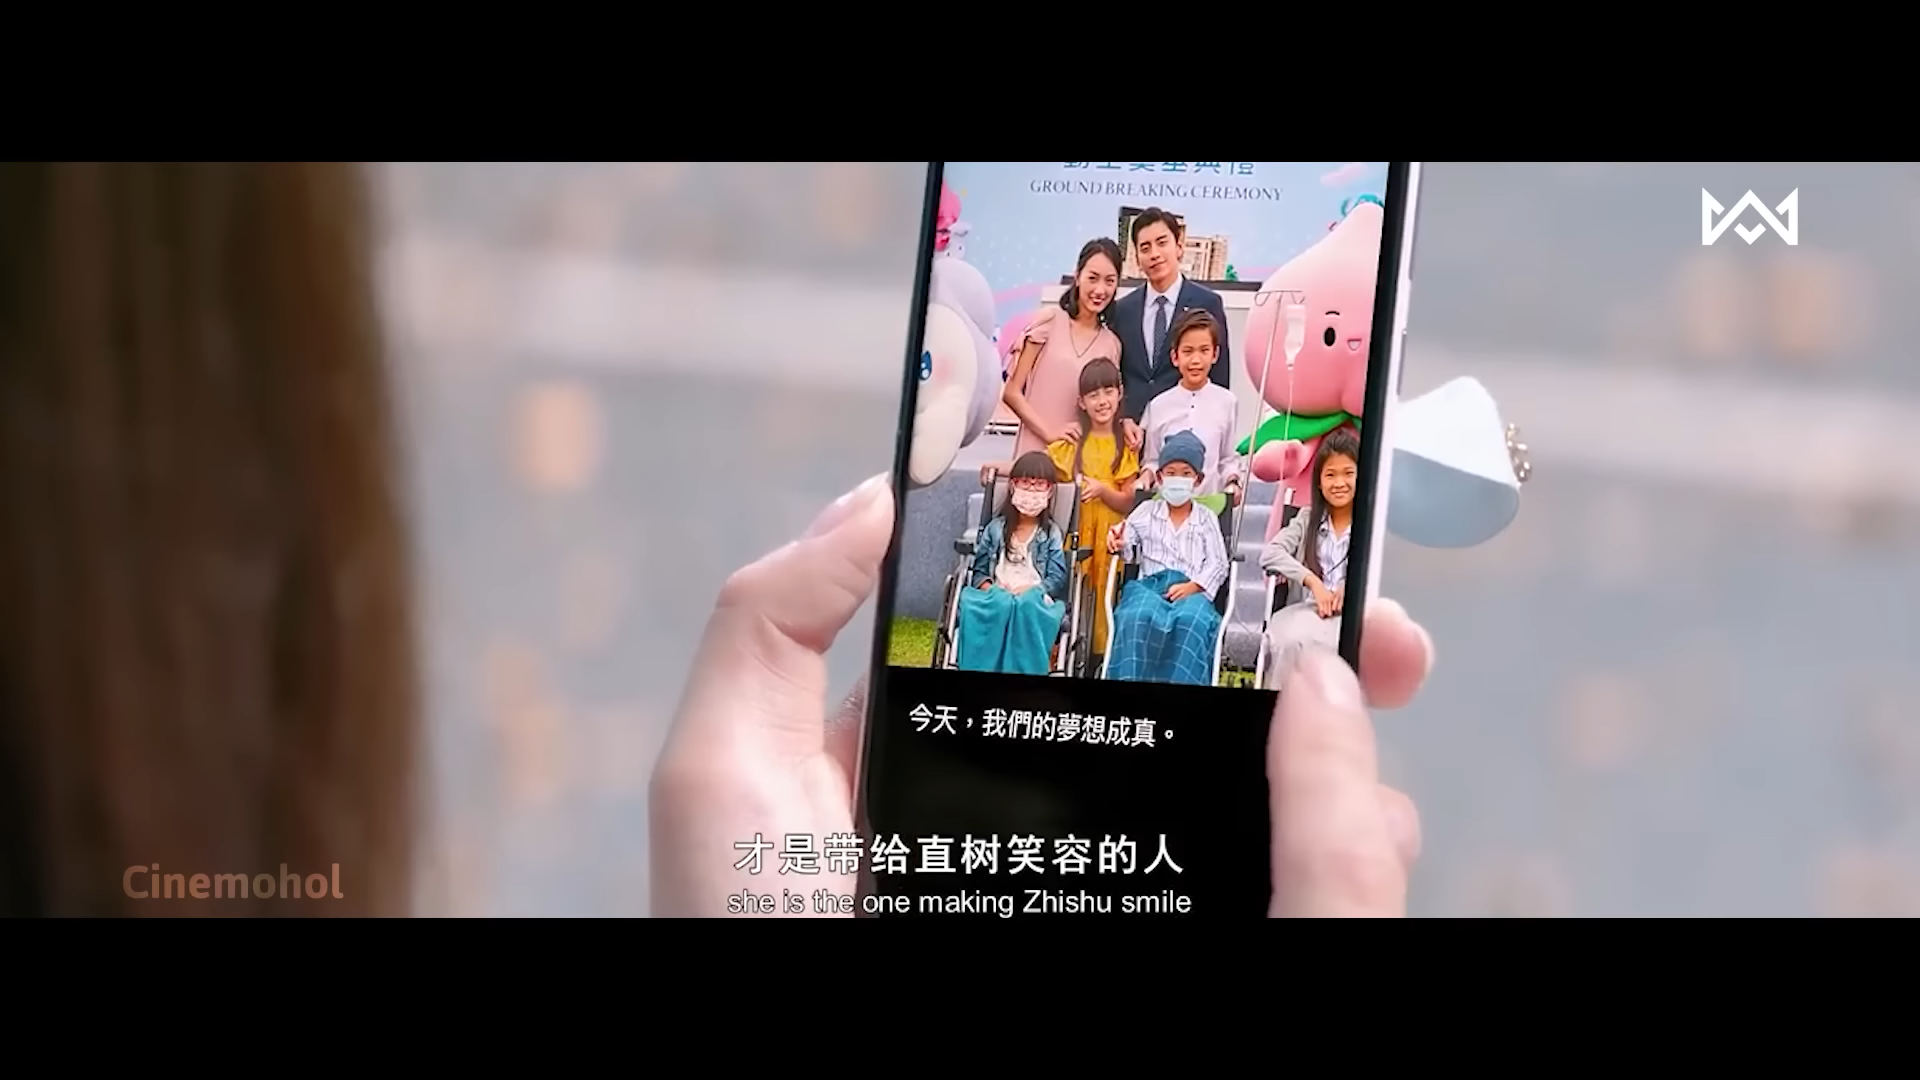 GROUND BREAKING CEREMONY
今天，我們的夢想成真。
才是带给直树笑容的人
she is the one making Zhishu smile
Cinemohol